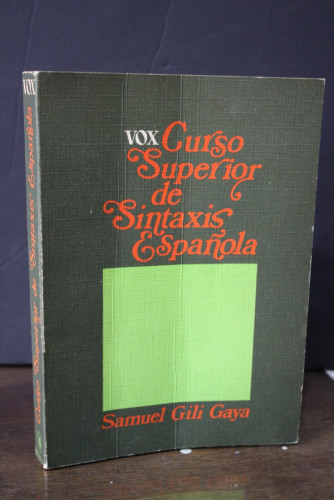 VOX Curso
Superior
de
Sintaxis
Española
Samuel Gili Gaya
VOX Curso Superior de Sintaxis Española